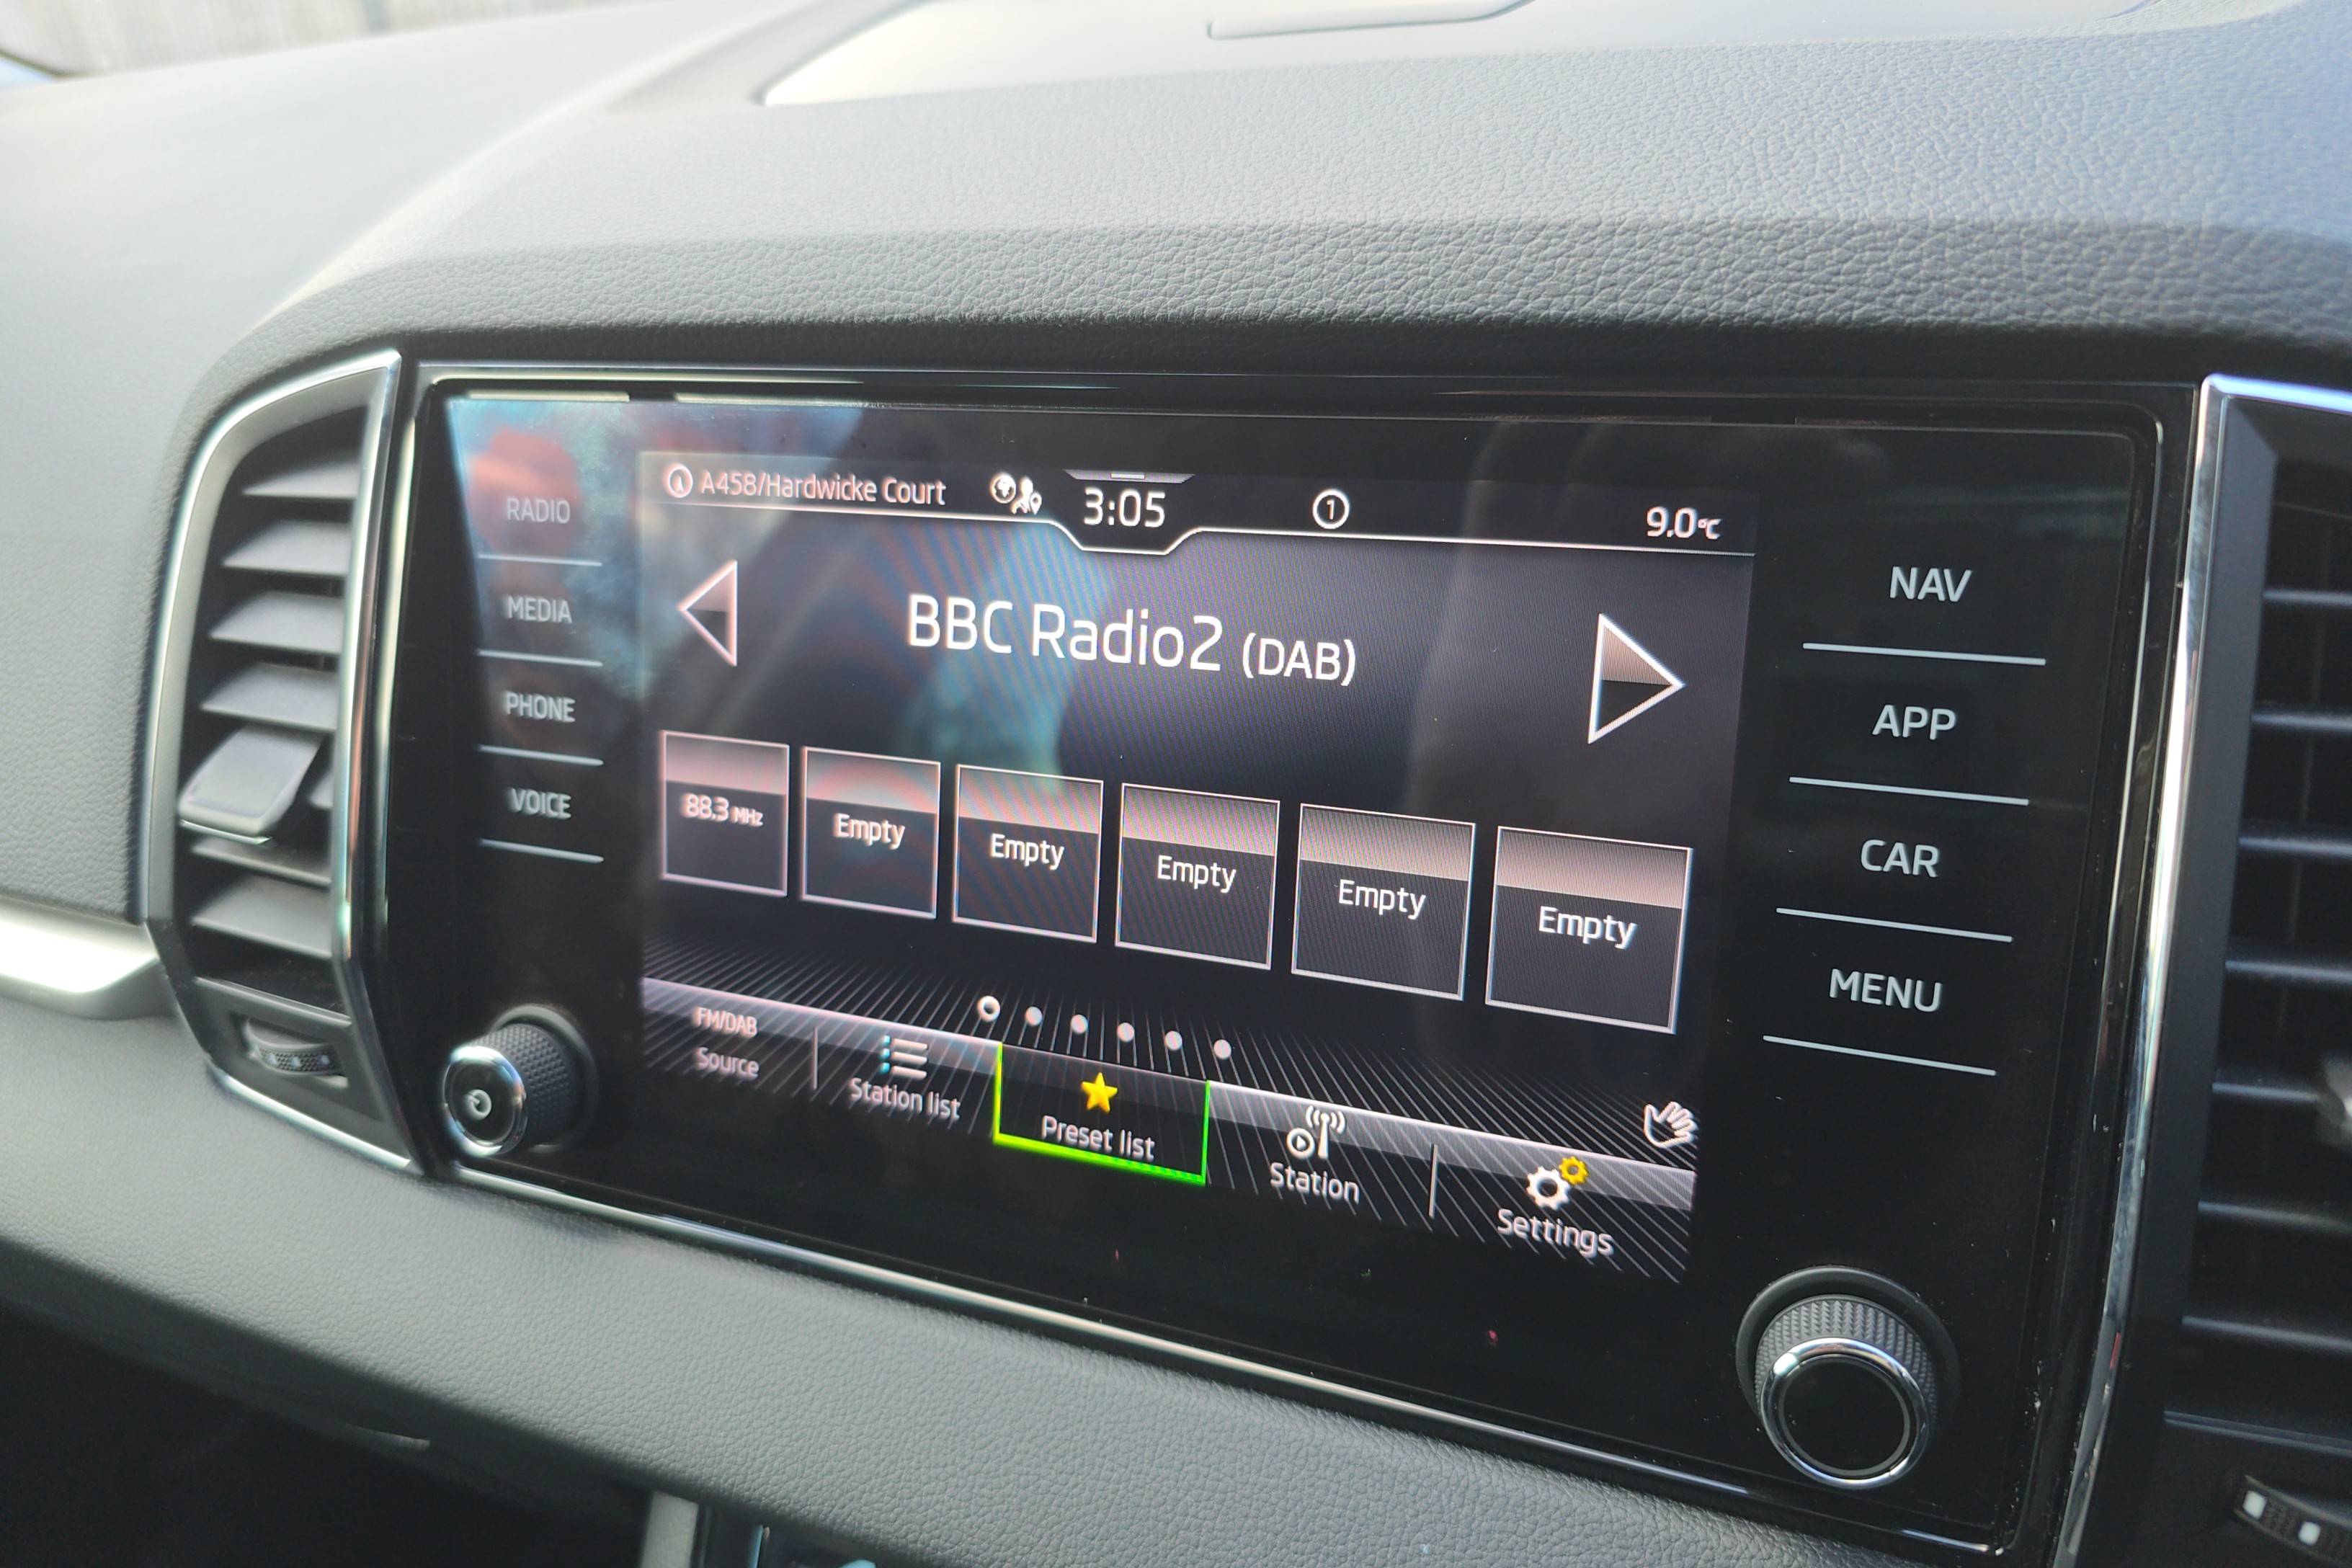 A458/Hardwicke Court
3:05
1
9.0°C
RADIO
MEDIA
PHONE
VOICE
BBC Radio2 (DAB)
88.3 MHz
Empty
Empty
Empty
Empty
Empty
FM/DAB
Source
Station list
Preset list
Station
Settings
NAV
APP
CAR
MENU